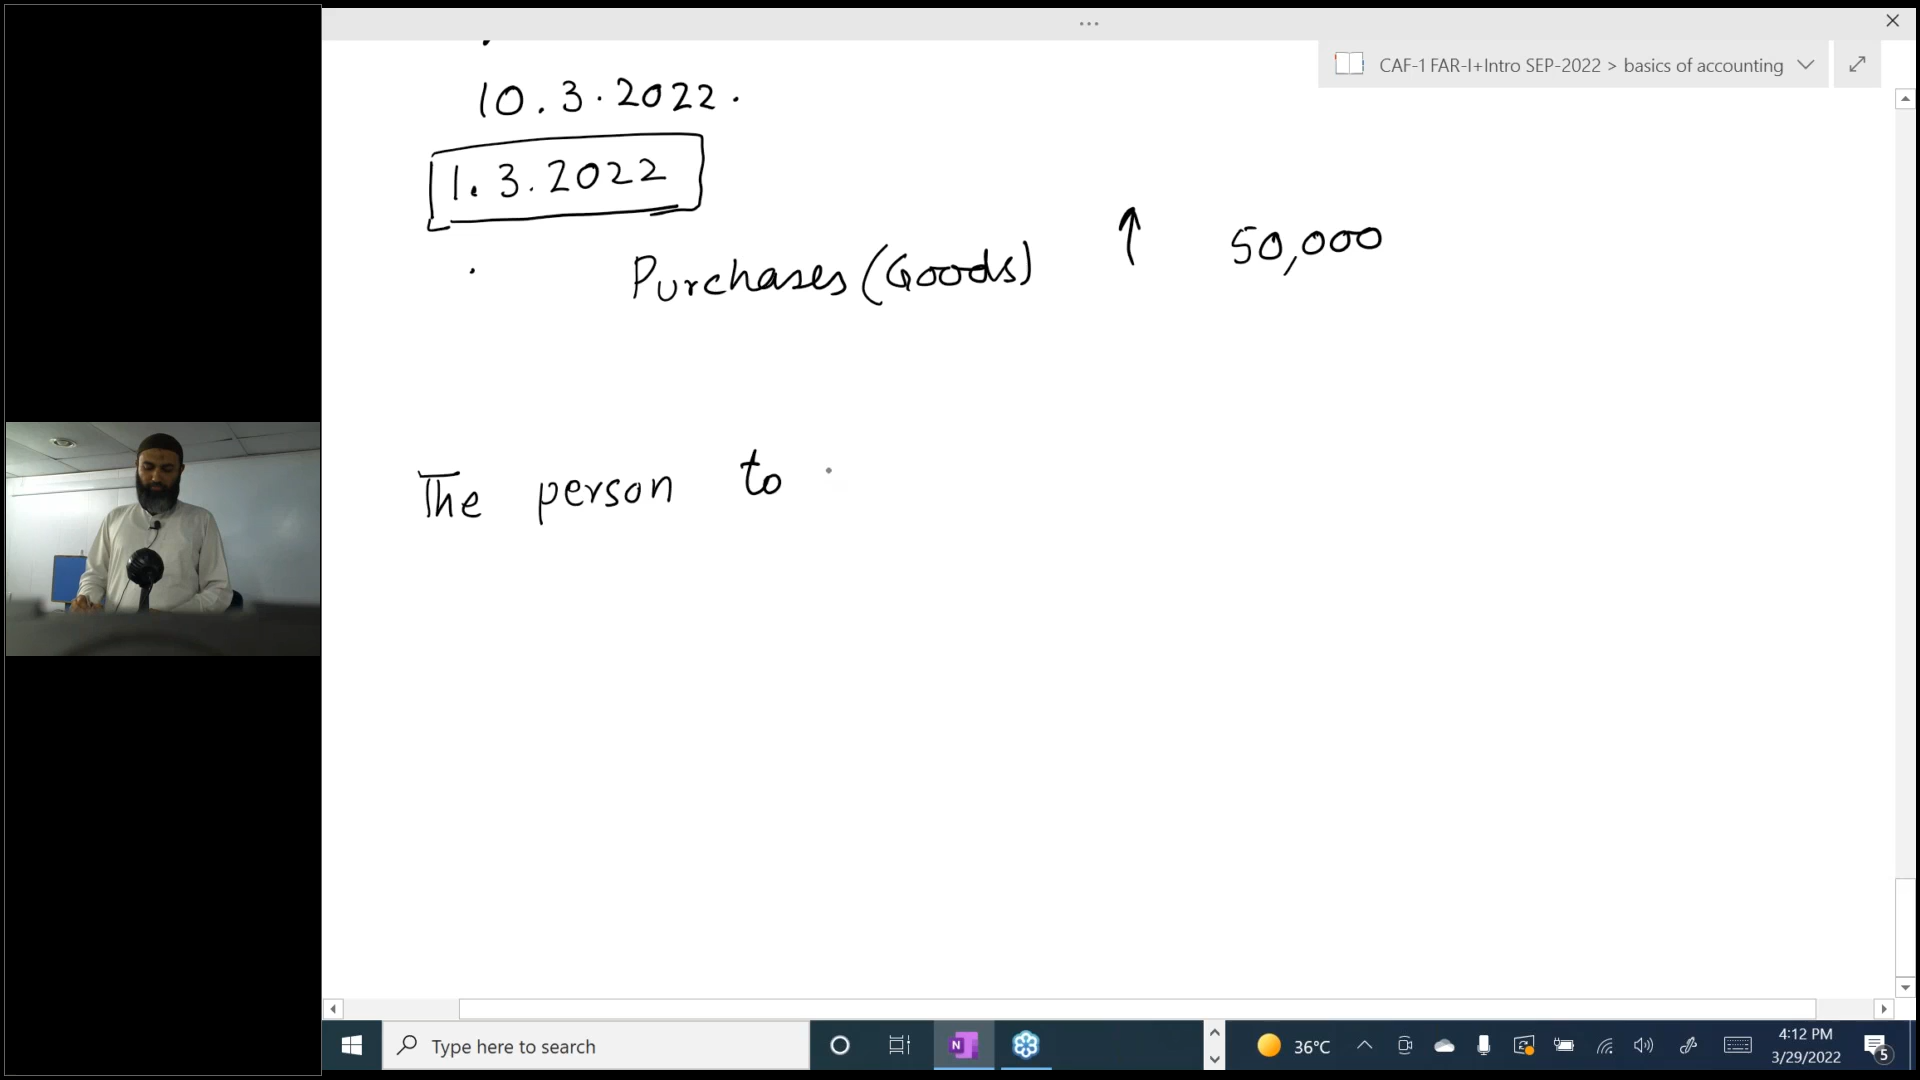 CAF-1 FAR-I+Intro SEP-2022 > basics of accounting
10.3.2022.
1.3.2022
Purchases (Goods) ↑ 50,000
The person to
Type here to search
N
36°C
4:12 PM
3/29/2022
5